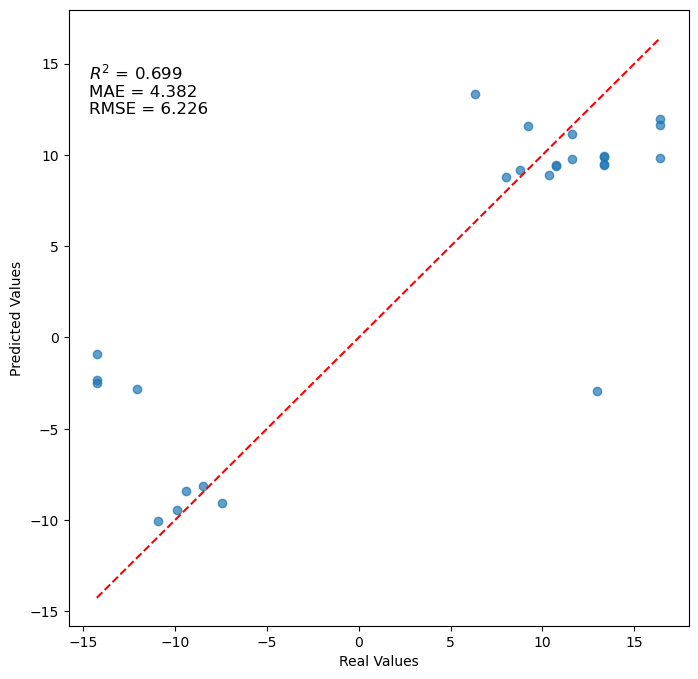 R² = 0.699
MAE = 4.382
RMSE = 6.226
15
10
5
0
−5
−10
−15
Predicted Values
−15 −10 −5 0 5 10 15
Real Values